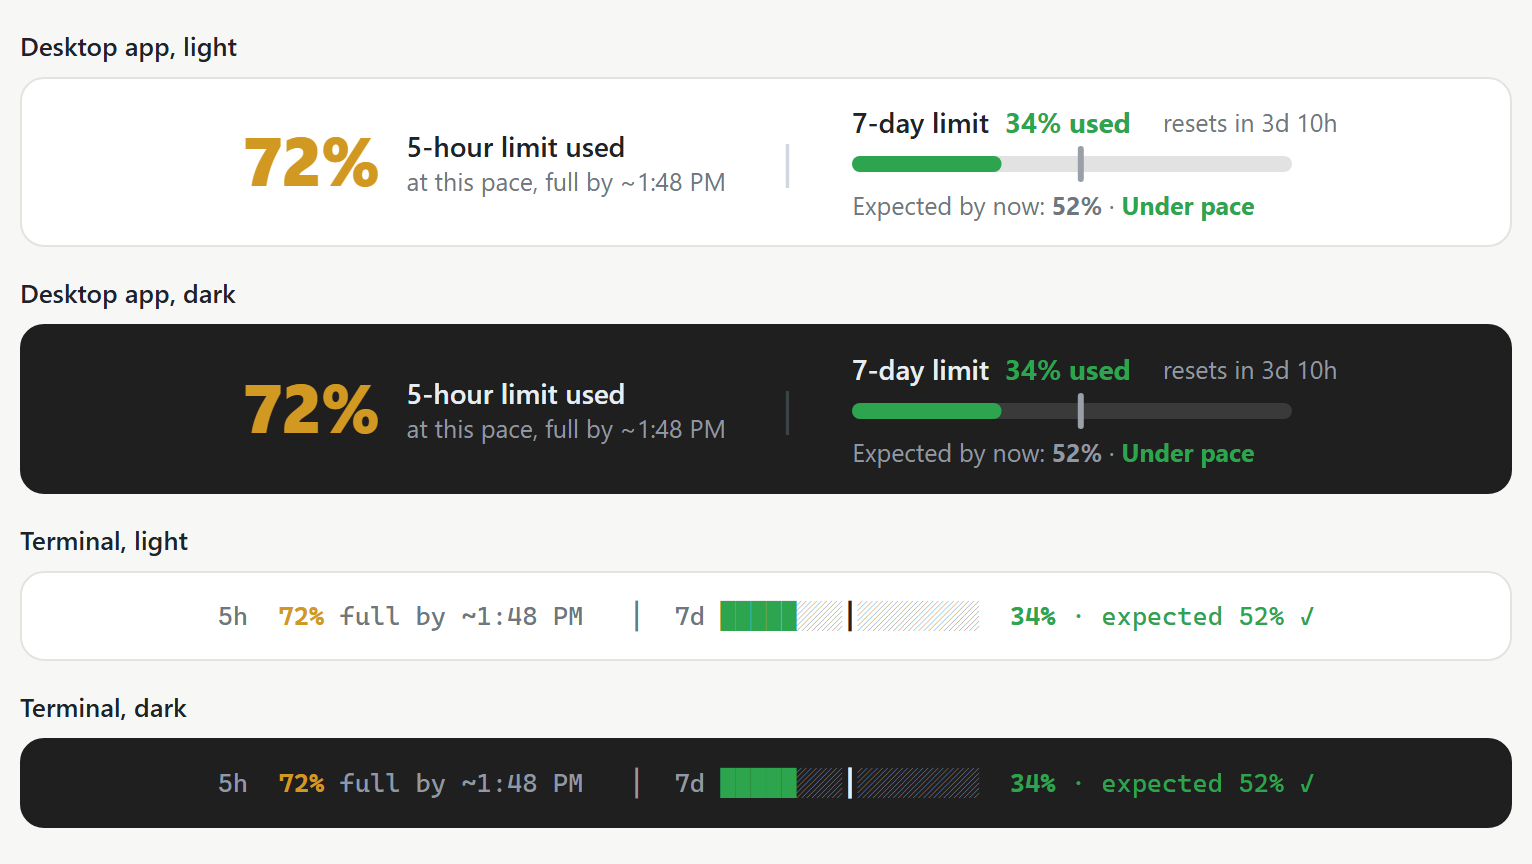 Desktop app, light
72%
5-hour limit used
at this pace, full by ~1:48 PM
7-day limit 34% used resets in 3d 10h
Expected by now: 52% · Under pace
Desktop app, dark
72%
5-hour limit used
at this pace, full by ~1:48 PM
7-day limit 34% used resets in 3d 10h
Expected by now: 52% · Under pace
Terminal, light
5h 72% full by ~1:48 PM | 7d 34% · expected 52% ✓
Terminal, dark
5h 72% full by ~1:48 PM | 7d 34% · expected 52% ✓